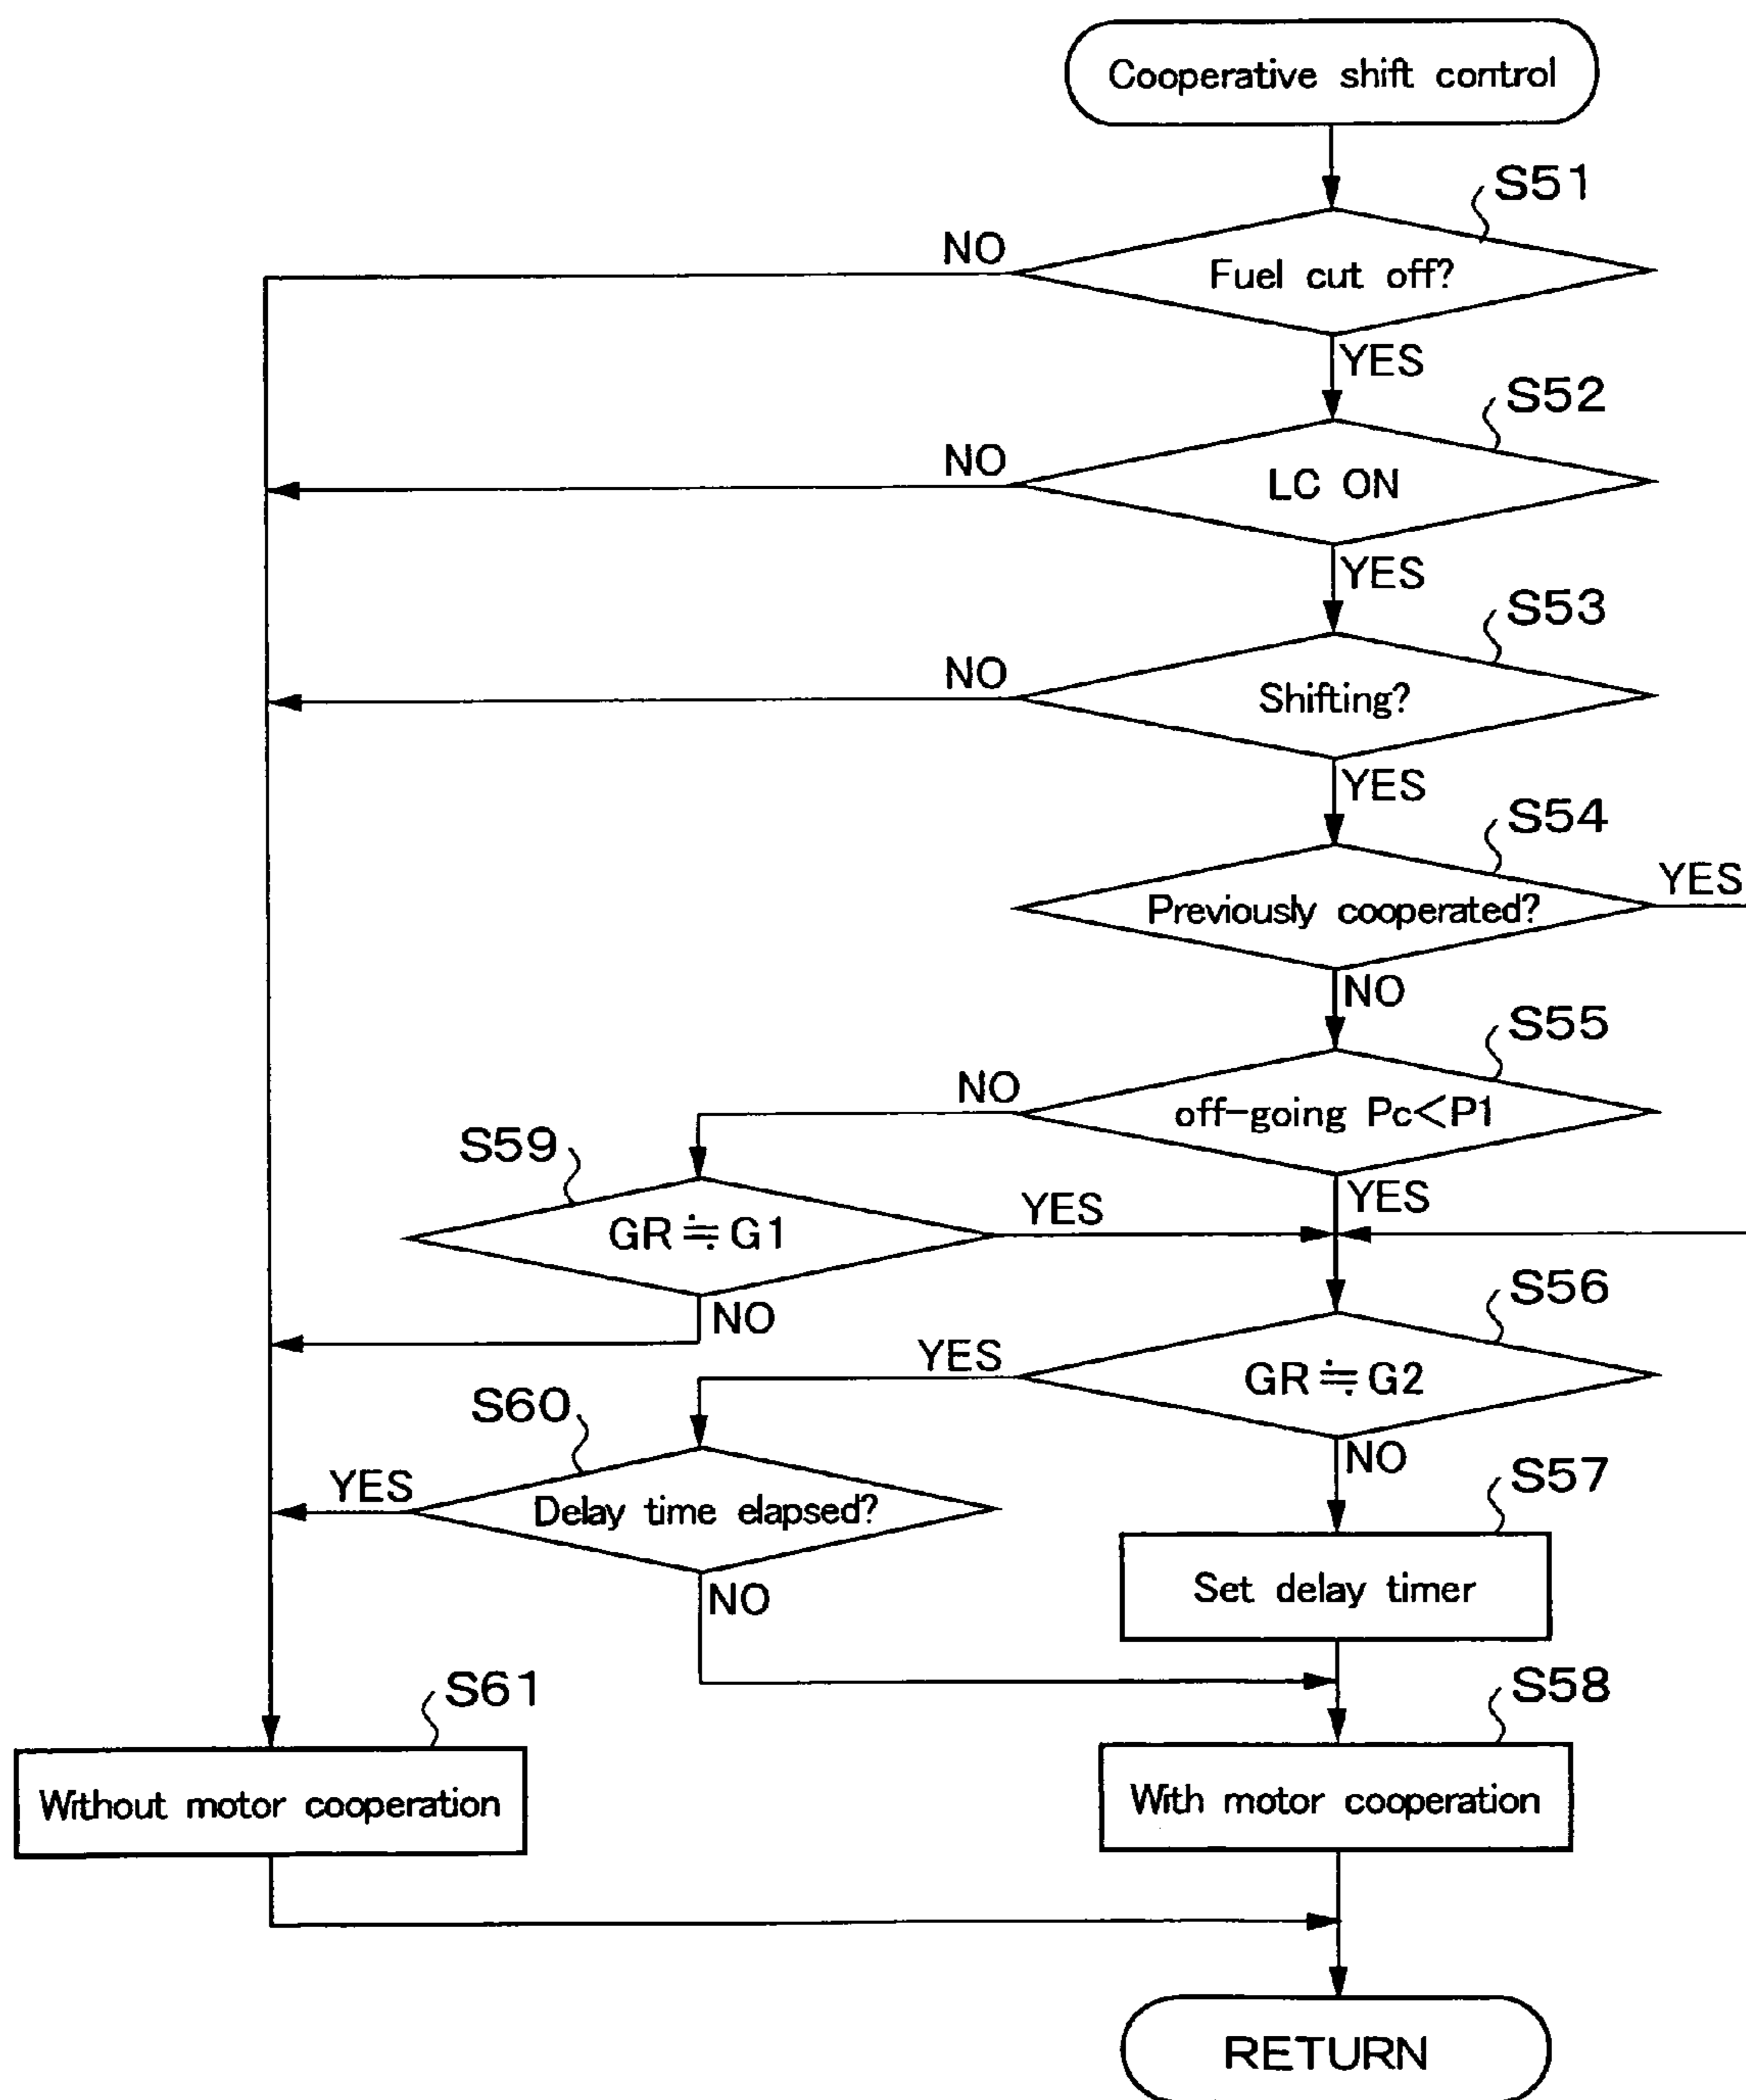 Cooperative shift control
S51
NO
Fuel cut off?
YES
S52
NO
LC ON
YES
S53
NO
Shifting?
YES
S54
YES
Previously cooperated?
NO
S55
NO
off-going Pc<P1
S59
YES
YES
GR≒G1
S56
NO
YES
GR≒G2
S60
NO
S57
YES
Delay time elapsed?
Set delay timer
NO
S61
S58
Without motor cooperation
With motor cooperation
RETURN